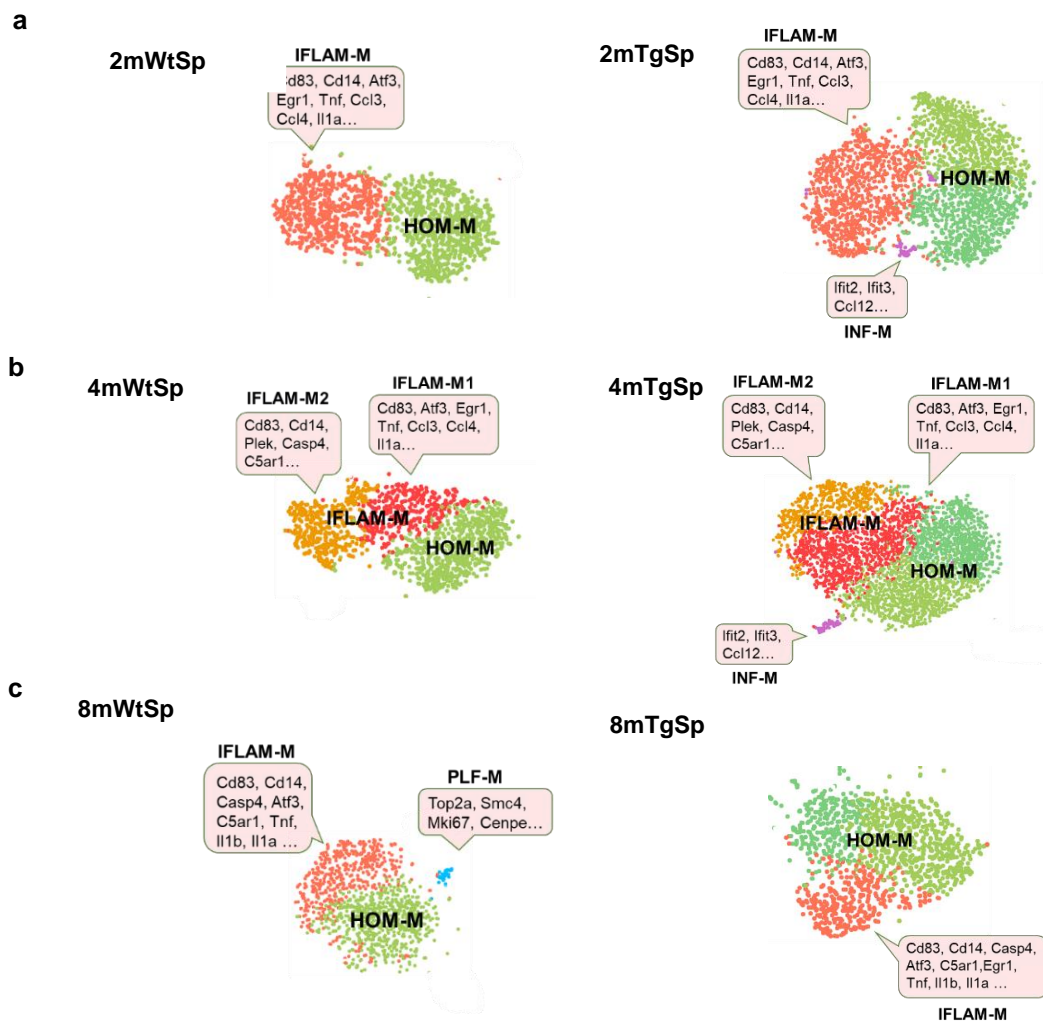 a
2mWtSp
IFLAM-M
d83, Cd14, Atf3,
Egr1, Tnf, Ccl3,
Ccl4, Il1a…
HOM-M
2mTgSp
IFLAM-M
Cd83, Cd14, Atf3,
Egr1, Tnf, Ccl3,
Ccl4, Il1a…
HOM-M
Ifit2, Ifit3,
Ccl12…
INF-M
b
4mWtSp
IFLAM-M2
Cd83, Cd14,
Plek, Casp4,
C5ar1…
IFLAM-M1
Cd83, Atf3, Egr1,
Tnf, Ccl3, Ccl4,
Il1a…
IFLAM-M
HOM-M
4mTgSp
IFLAM-M2
Cd83, Cd14,
Plek, Casp4,
C5ar1…
IFLAM-M1
Cd83, Atf3, Egr1,
Tnf, Ccl3, Ccl4,
Il1a…
IFLAM-M
HOM-M
Ifit2, Ifit3,
Ccl12…
INF-M
c
8mWtSp
IFLAM-M
Cd83, Cd14,
Casp4, Atf3,
C5ar1, Tnf,
Il1b, Il1a …
PLF-M
Top2a, Smc4,
Mki67, Cenpe…
HOM-M
8mTgSp
HOM-M
Cd83, Cd14, Casp4,
Atf3, C5ar1,Egr1,
Tnf, Il1b, Il1a …
IFLAM-M